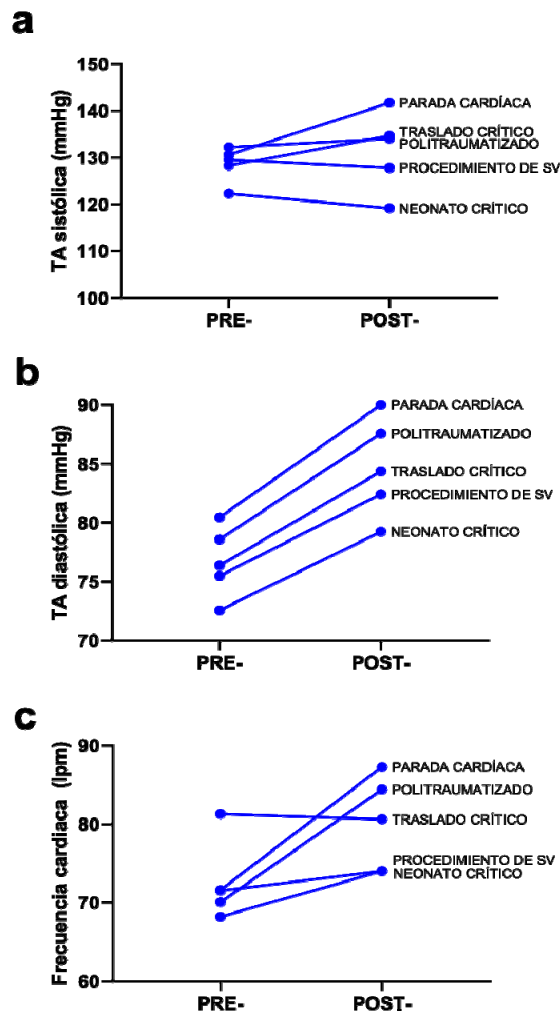 a
TA sistólica (mmHg)
150
140
130
120
110
100
PARADA CARDÍACA
TRASLADO CRÍTICO
POLITRAUMATIZADO
PROCEDIMIENTO DE SV
NEONATO CRÍTICO
PRE-
POST-
b
TA diastólica (mmHg)
90
85
80
75
70
PARADA CARDÍACA
POLITRAUMATIZADO
TRASLADO CRÍTICO
PROCEDIMIENTO DE SV
NEONATO CRÍTICO
PRE-
POST-
c
Frecuencia cardiaca (lpm)
90
80
70
60
PARADA CARDÍACA
POLITRAUMATIZADO
TRASLADO CRÍTICO
PROCEDIMIENTO DE SV
NEONATO CRÍTICO
PRE-
POST-